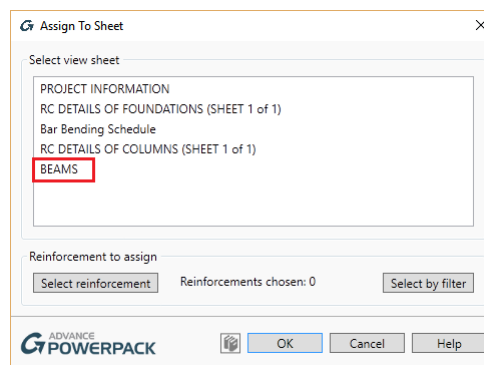 Assign To Sheet
Select view sheet
PROJECT INFORMATION
RC DETAILS OF FOUNDATIONS (SHEET 1 of 1)
Bar Bending Schedule
RC DETAILS OF COLUMNS (SHEET 1 of 1)
BEAMS
Reinforcement to assign
Select reinforcement Reinforcements chosen: 0 Select by filter
ADVANCE
POWERPACK
OK Cancel Help